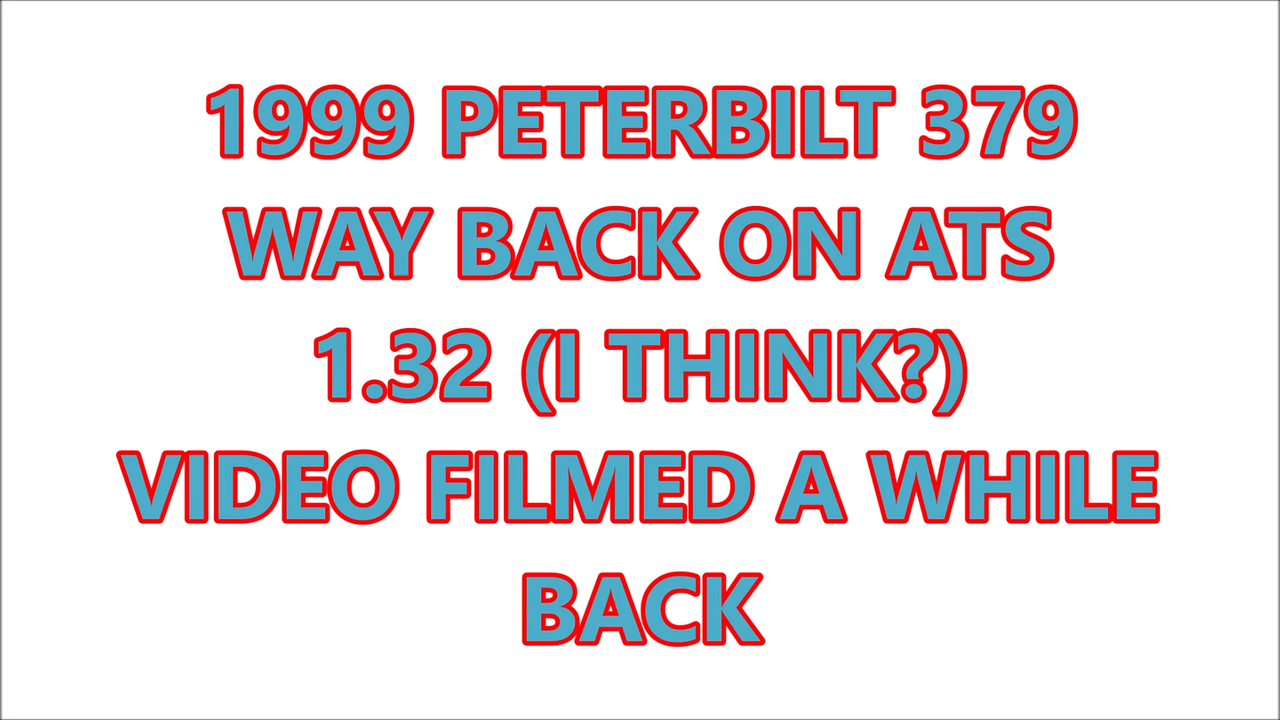 1999 PETERBILT 379
WAY BACK ON ATS
1.32 (I THINK?)
VIDEO FILMED A WHILE
BACK